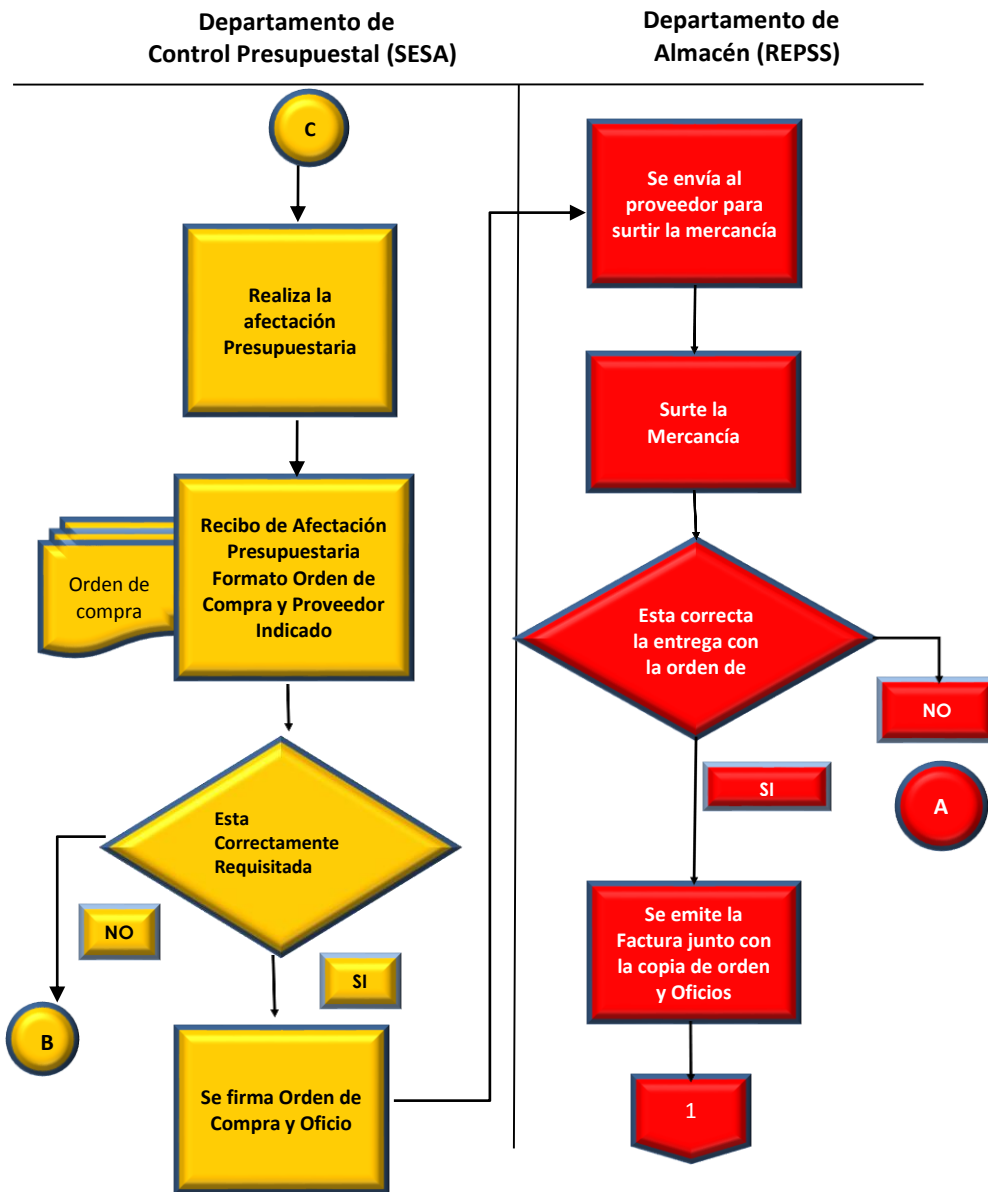 Departamento de
Control Presupuestal (SESA)
Departamento de
Almacén (REPSS)
C
Realiza la
afectación
Presupuestaria
Orden de
compra
Recibo de Afectación
Presupuestaria
Formato Orden de
Compra y Proveedor
Indicado
Esta
Correctamente
Requisitada
NO
SI
B
Se firma Orden de
Compra y Oficio
Se envía al
proveedor para
surtir la mercancía
Surte la
Mercancía
Esta correcta
la entrega con
la orden de
NO
SI
A
Se emite la
Factura junto con
la copia de orden
y Oficios
1